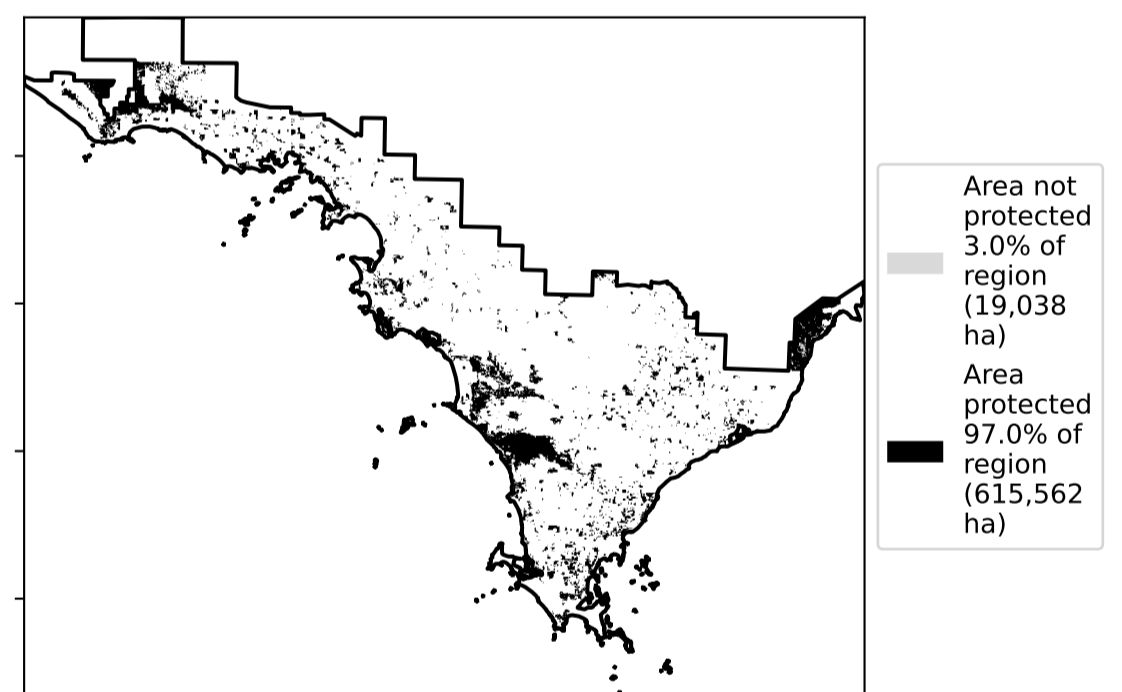 Area not
protected
3.0% of
region
(19,038
ha)
Area
protected
97.0% of
region
(615,562
ha)